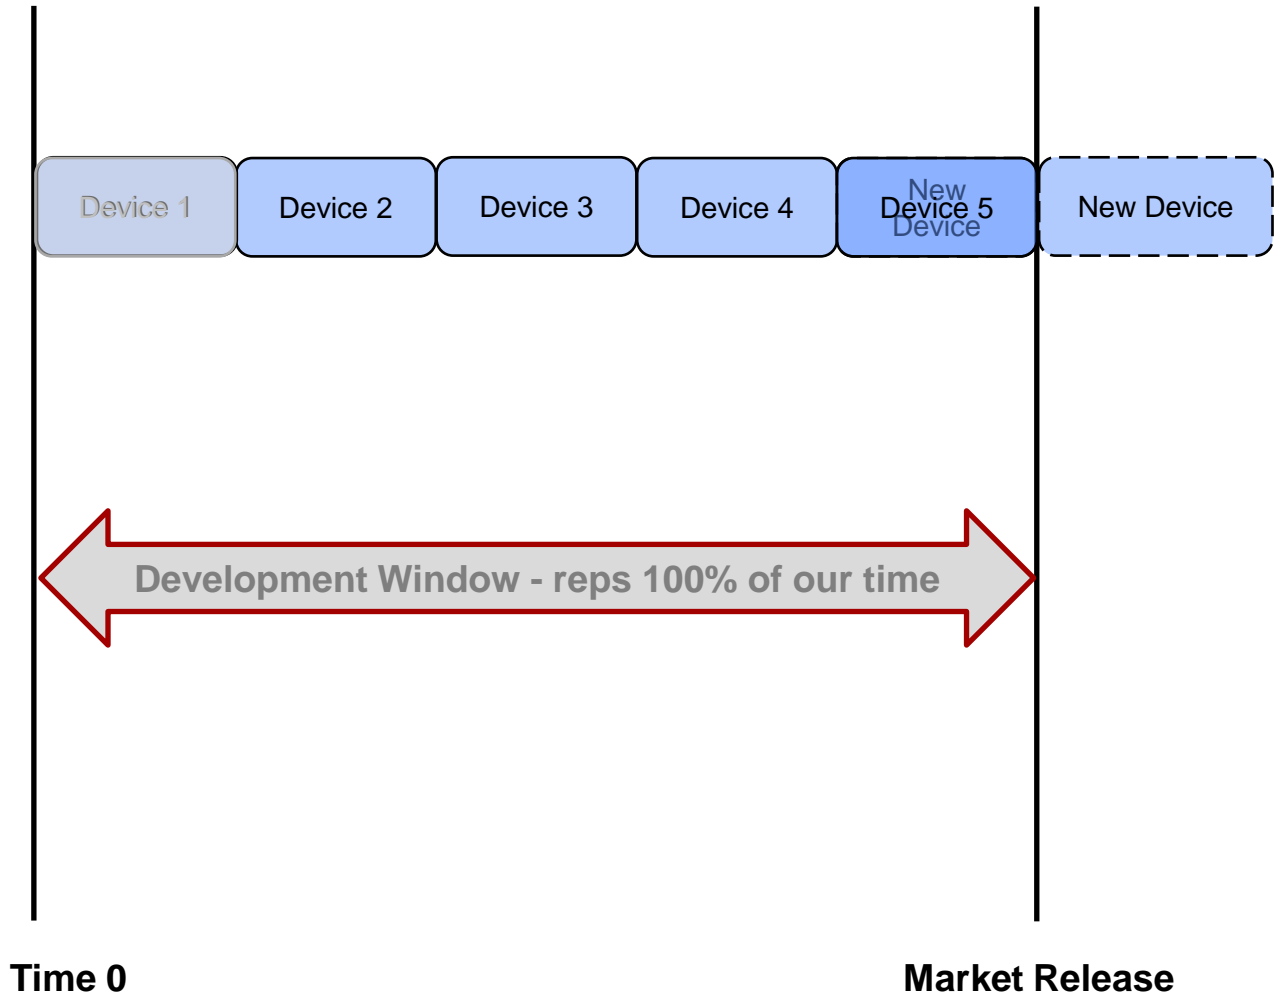 Device 1
Device 2
Device 3
Device 4
New
Device 5
Device
New Device
Development Window - reps 100% of our time
Time 0
Market Release